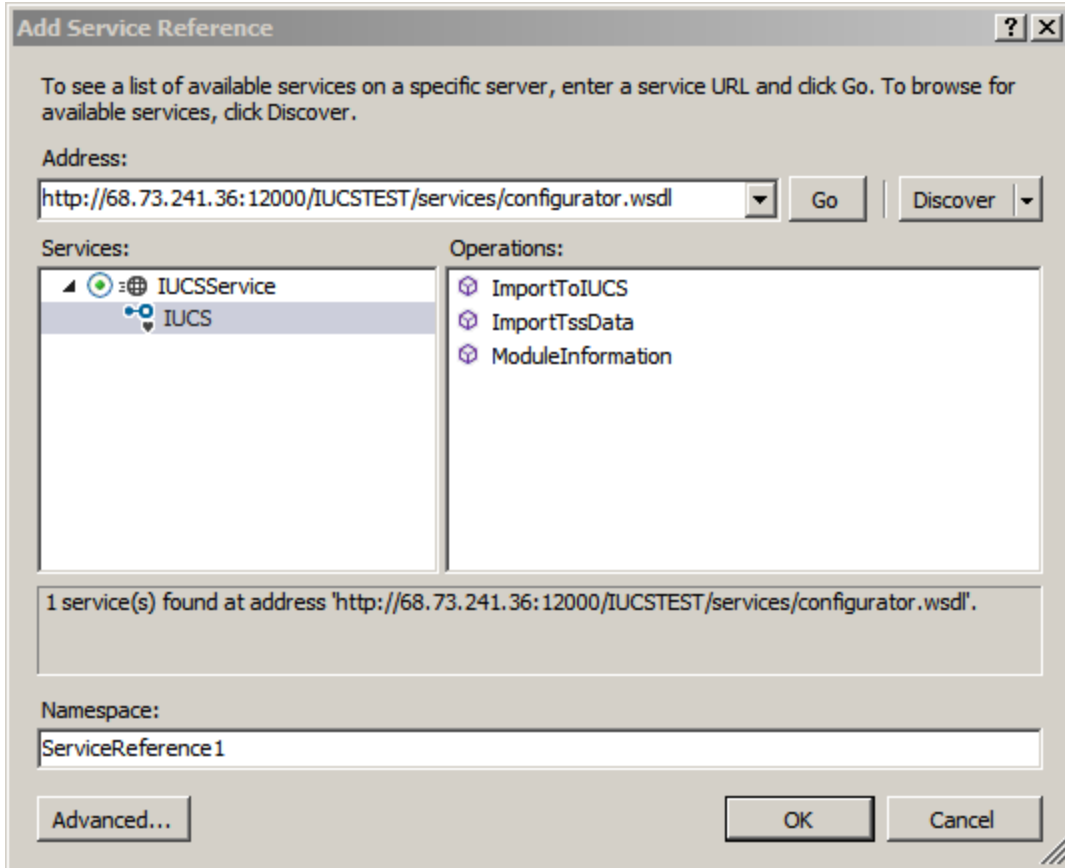 Add Service Reference
To see a list of available services on a specific server, enter a service URL and click Go. To browse for
available services, click Discover.
Address:
http://68.73.241.36:12000/IUCSTEST/services/configurator.wsdl
Go
Discover
Services:
Operations:
IUCSService
IUCS
ImportToIUCS
ImportTssData
ModuleInformation
1 service(s) found at address 'http://68.73.241.36:12000/IUCSTEST/services/configurator.wsdl'.
Namespace:
ServiceReference1
Advanced...
OK
Cancel